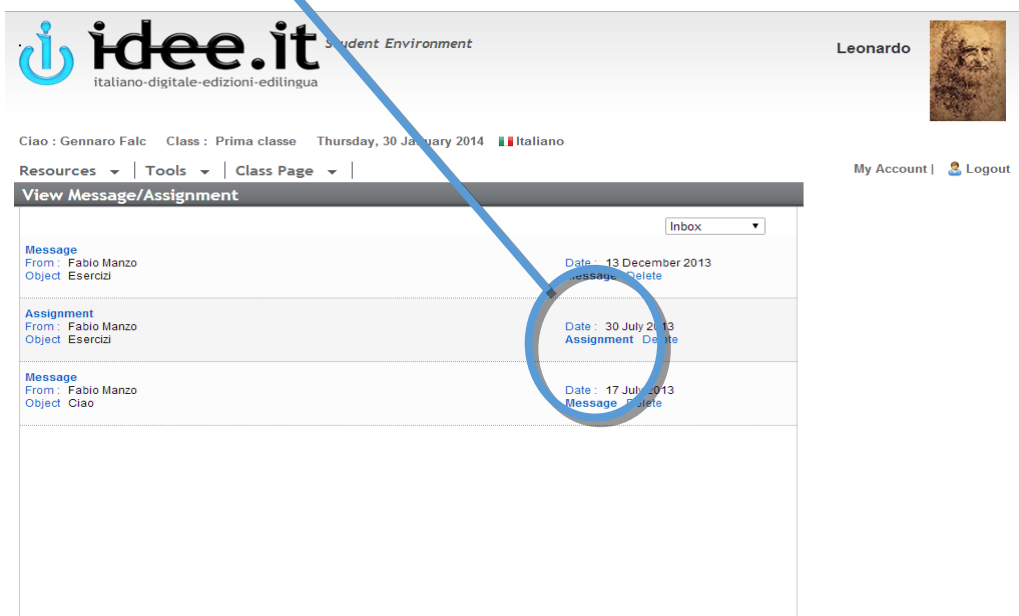 idee.it Student Environment
italiano-digitale-edizioni-edilingua
Leonardo
Ciao : Gennaro Falc Class : Prima classe Thursday, 30 January 2014 Italiano
Resources Tools Class Page My Account | Logout
View Message/Assignment
Inbox
Message
From : Fabio Manzo Date : 13 December 2013
Object Esercizi Message Delete
Assignment
From : Fabio Manzo Date : 30 July 2013
Object Esercizi Assignment Delete
Message
From : Fabio Manzo Date : 17 July 2013
Object Ciao Message Delete